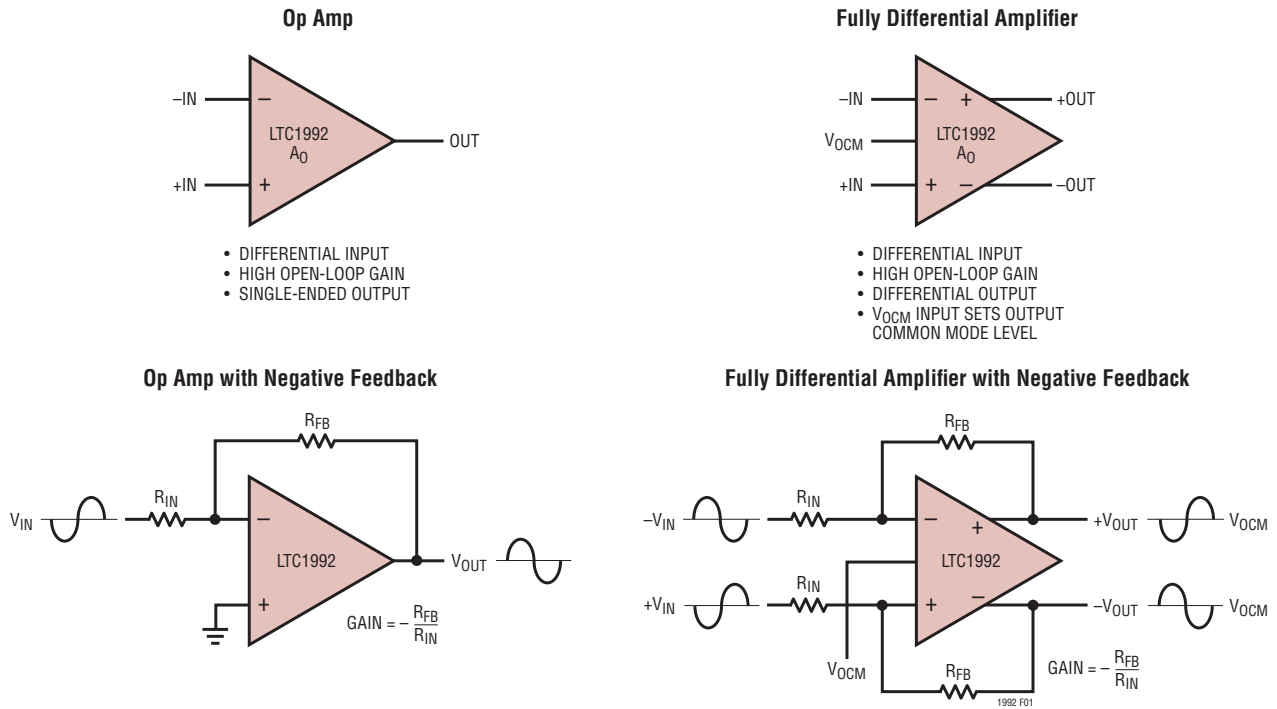 Op Amp
–IN
–
LTC1992
AO
+IN
+
OUT
• DIFFERENTIAL INPUT
• HIGH OPEN-LOOP GAIN
• SINGLE-ENDED OUTPUT
Fully Differential Amplifier
–IN
– +
+OUT
VOCM
LTC1992
AO
+IN
+ –
–OUT
• DIFFERENTIAL INPUT
• HIGH OPEN-LOOP GAIN
• DIFFERENTIAL OUTPUT
• VOCM INPUT SETS OUTPUT
COMMON MODE LEVEL
Op Amp with Negative Feedback
RFB
RIN
VIN
–
LTC1992
VOUT
+
GAIN = – RFB
RIN
Fully Differential Amplifier with Negative Feedback
RFB
RIN
–VIN
–
+
+VOUT
VOCM
LTC1992
RIN
+VIN
+
–
–VOUT
VOCM
VOCM
RFB
GAIN = – RFB
RIN
1992 F01